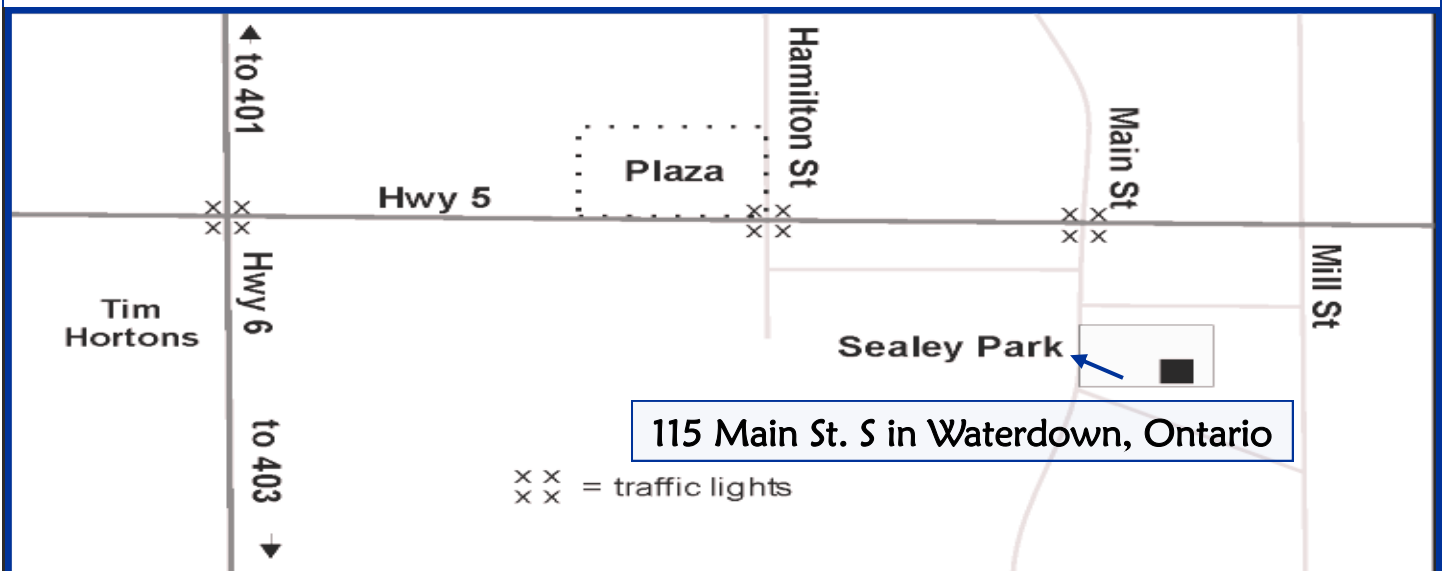 to 401
Hamilton St
Main St
Plaza
Hwy 5
Hwy 6
Mill St
Tim
Hortons
Sealey Park
115 Main St. S in Waterdown, Ontario
to 403
x x
x x = traffic lights